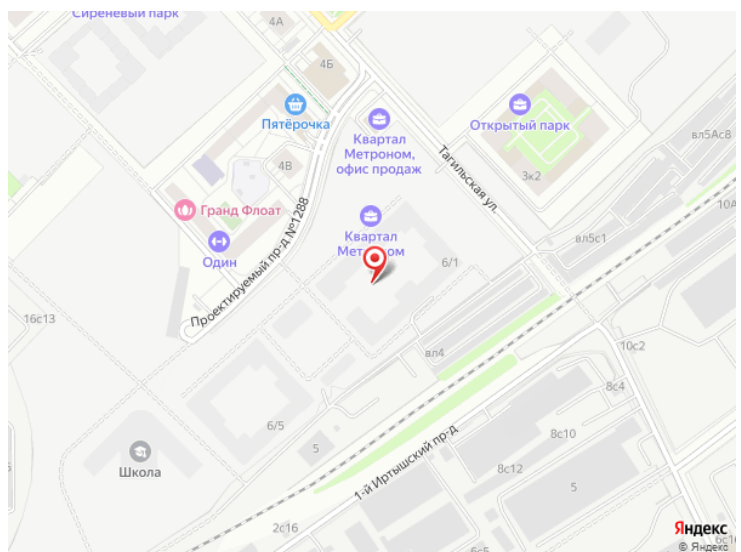 Сиреневый парк
4А
4Б
Пятёрочка
Квартал
Метроном,
офис продаж
Открытый парк
вл5Ас8
3к2
Тагильская ул.
4В
10А
Гранд Флоат
Квартал
Метроном
Один
Проектируемый пр-д №1288
вл5с1
6/1
16с13
вл4
10с2
8с4
6/5
5
8с10
1-й Иртышский пр-д
8с12
Школа
5
2с16
6с5
Яндекс
© Яндекс